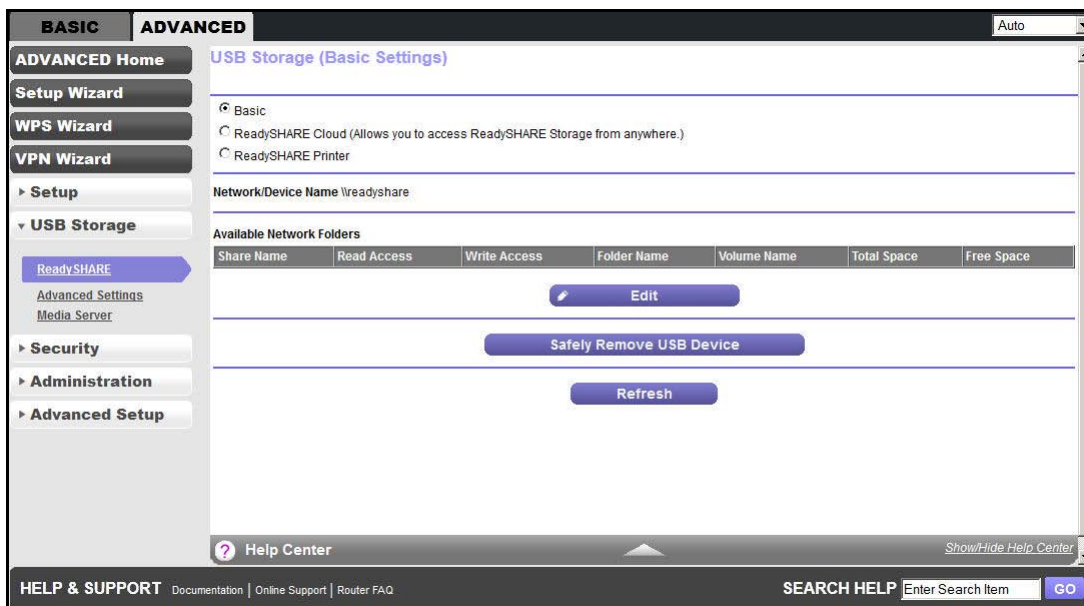 BASIC
ADVANCED
Auto
ADVANCED Home
Setup Wizard
WPS Wizard
VPN Wizard
Setup
USB Storage
ReadySHARE
Advanced Settings
Media Server
Security
Administration
Advanced Setup
USB Storage (Basic Settings)
Basic
ReadySHARE Cloud (Allows you to access ReadySHARE Storage from anywhere.)
ReadySHARE Printer
Network/Device Name \\readyshare
Available Network Folders
Share Name Read Access Write Access Folder Name Volume Name Total Space Free Space
Edit
Safely Remove USB Device
Refresh
? Help Center
Show/Hide Help Center
HELP & SUPPORT Documentation | Online Support | Router FAQ
SEARCH HELP Enter Search Item GO